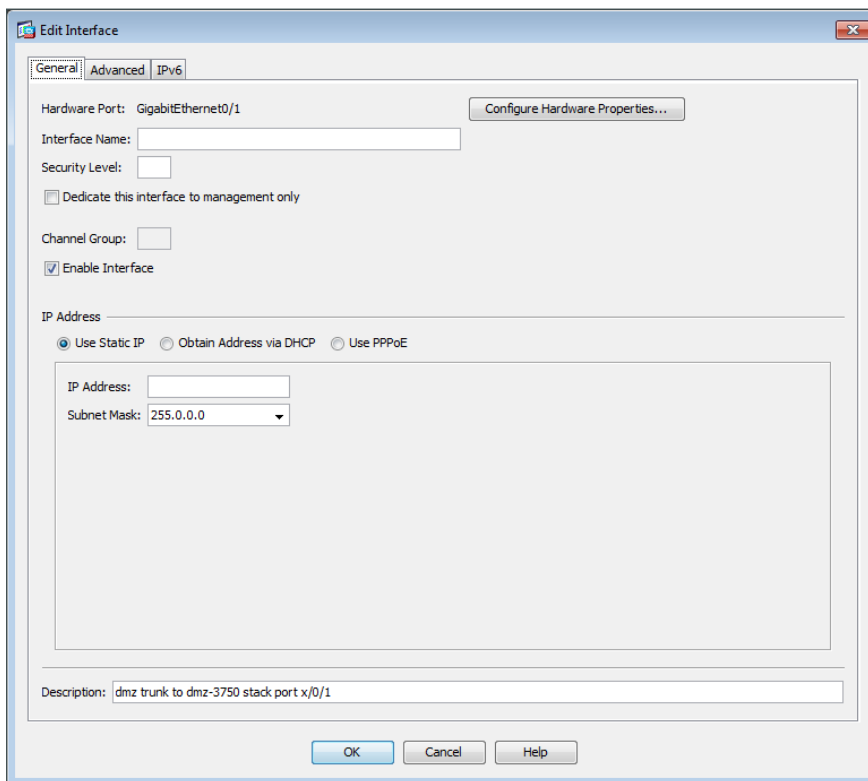 Edit Interface
General Advanced IPv6
Hardware Port: GigabitEthernet0/1 Configure Hardware Properties...
Interface Name:
Security Level:
Dedicate this interface to management only
Channel Group:
Enable Interface
IP Address
Use Static IP Obtain Address via DHCP Use PPPoE
IP Address:
Subnet Mask: 255.0.0.0
Description: dmz trunk to dmz-3750 stack port x/0/1
OK Cancel Help